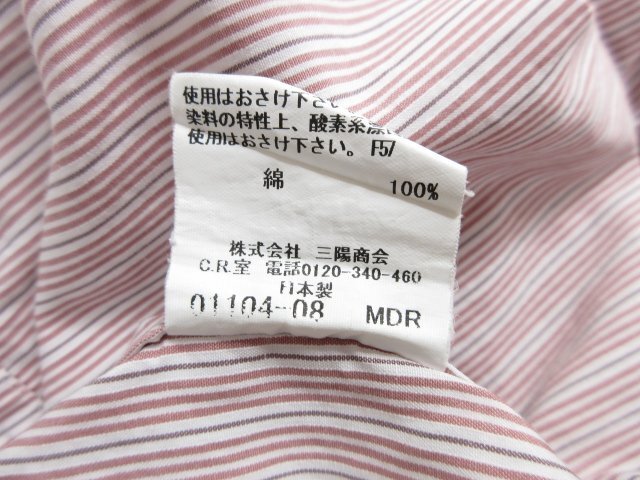 使用はおさけ下さい
染料の特性上、酸素系漂
使用はおさけ下さい。F57
綿 100%
株式会社 三陽商会
C.R.室 電話0120-340-460
日本製
01104-08 MDR